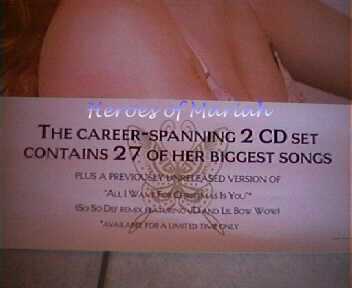 Heroes of Mariah
THE CAREER-SPANNING 2 CD SET
CONTAINS 27 OF HER BIGGEST SONGS
PLUS A PREVIOUSLY UNRELEASED VERSION OF
"ALL I WANT FOR CHRISTMAS IS YOU"*
(SO SO DEF REMIX FEATURING JD AND LIL BOW WOW)
*AVAILABLE FOR A LIMITED TIME ONLY